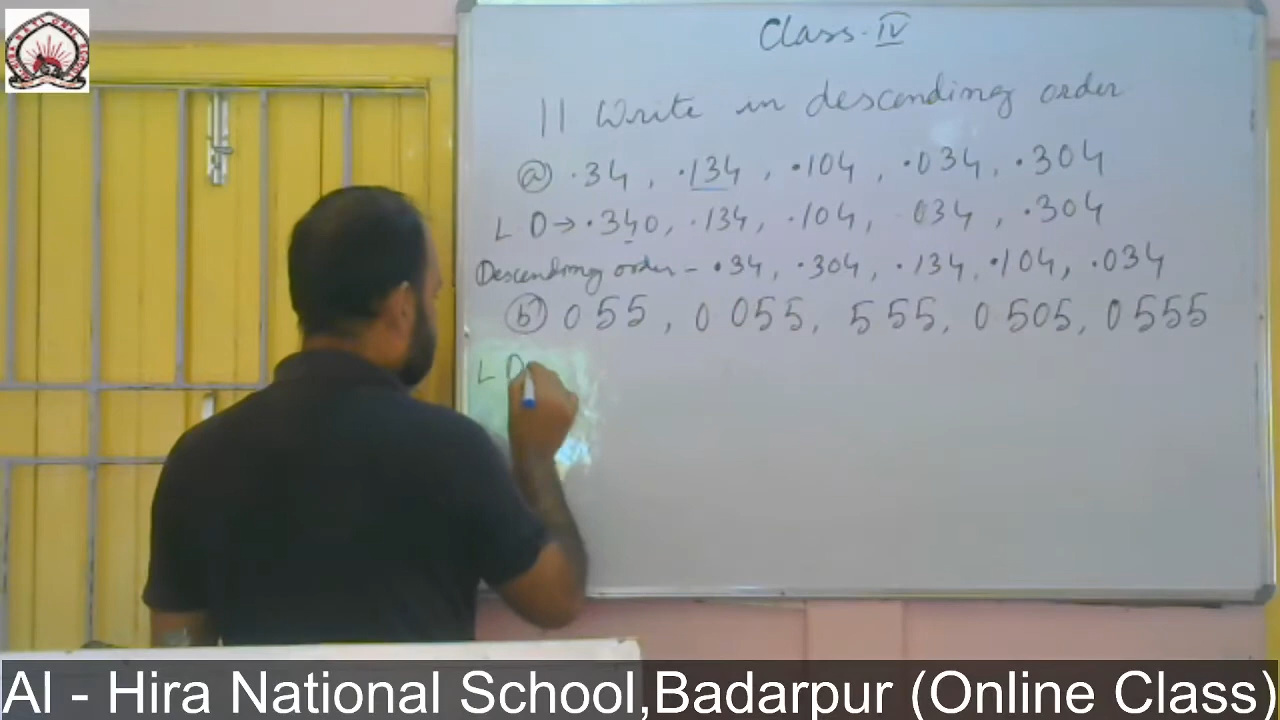 Class-IV
11 Write in descending order
(a) .34, .134, .104, .034, .304
L D → .340, .134, .104, 034, .304
Descending order - .34, .304, .134, .104, .034
(b) 0 55, 0 055, 5 55, 0 505, 0 555
L D
Al - Hira National School,Badarpur (Online Class)